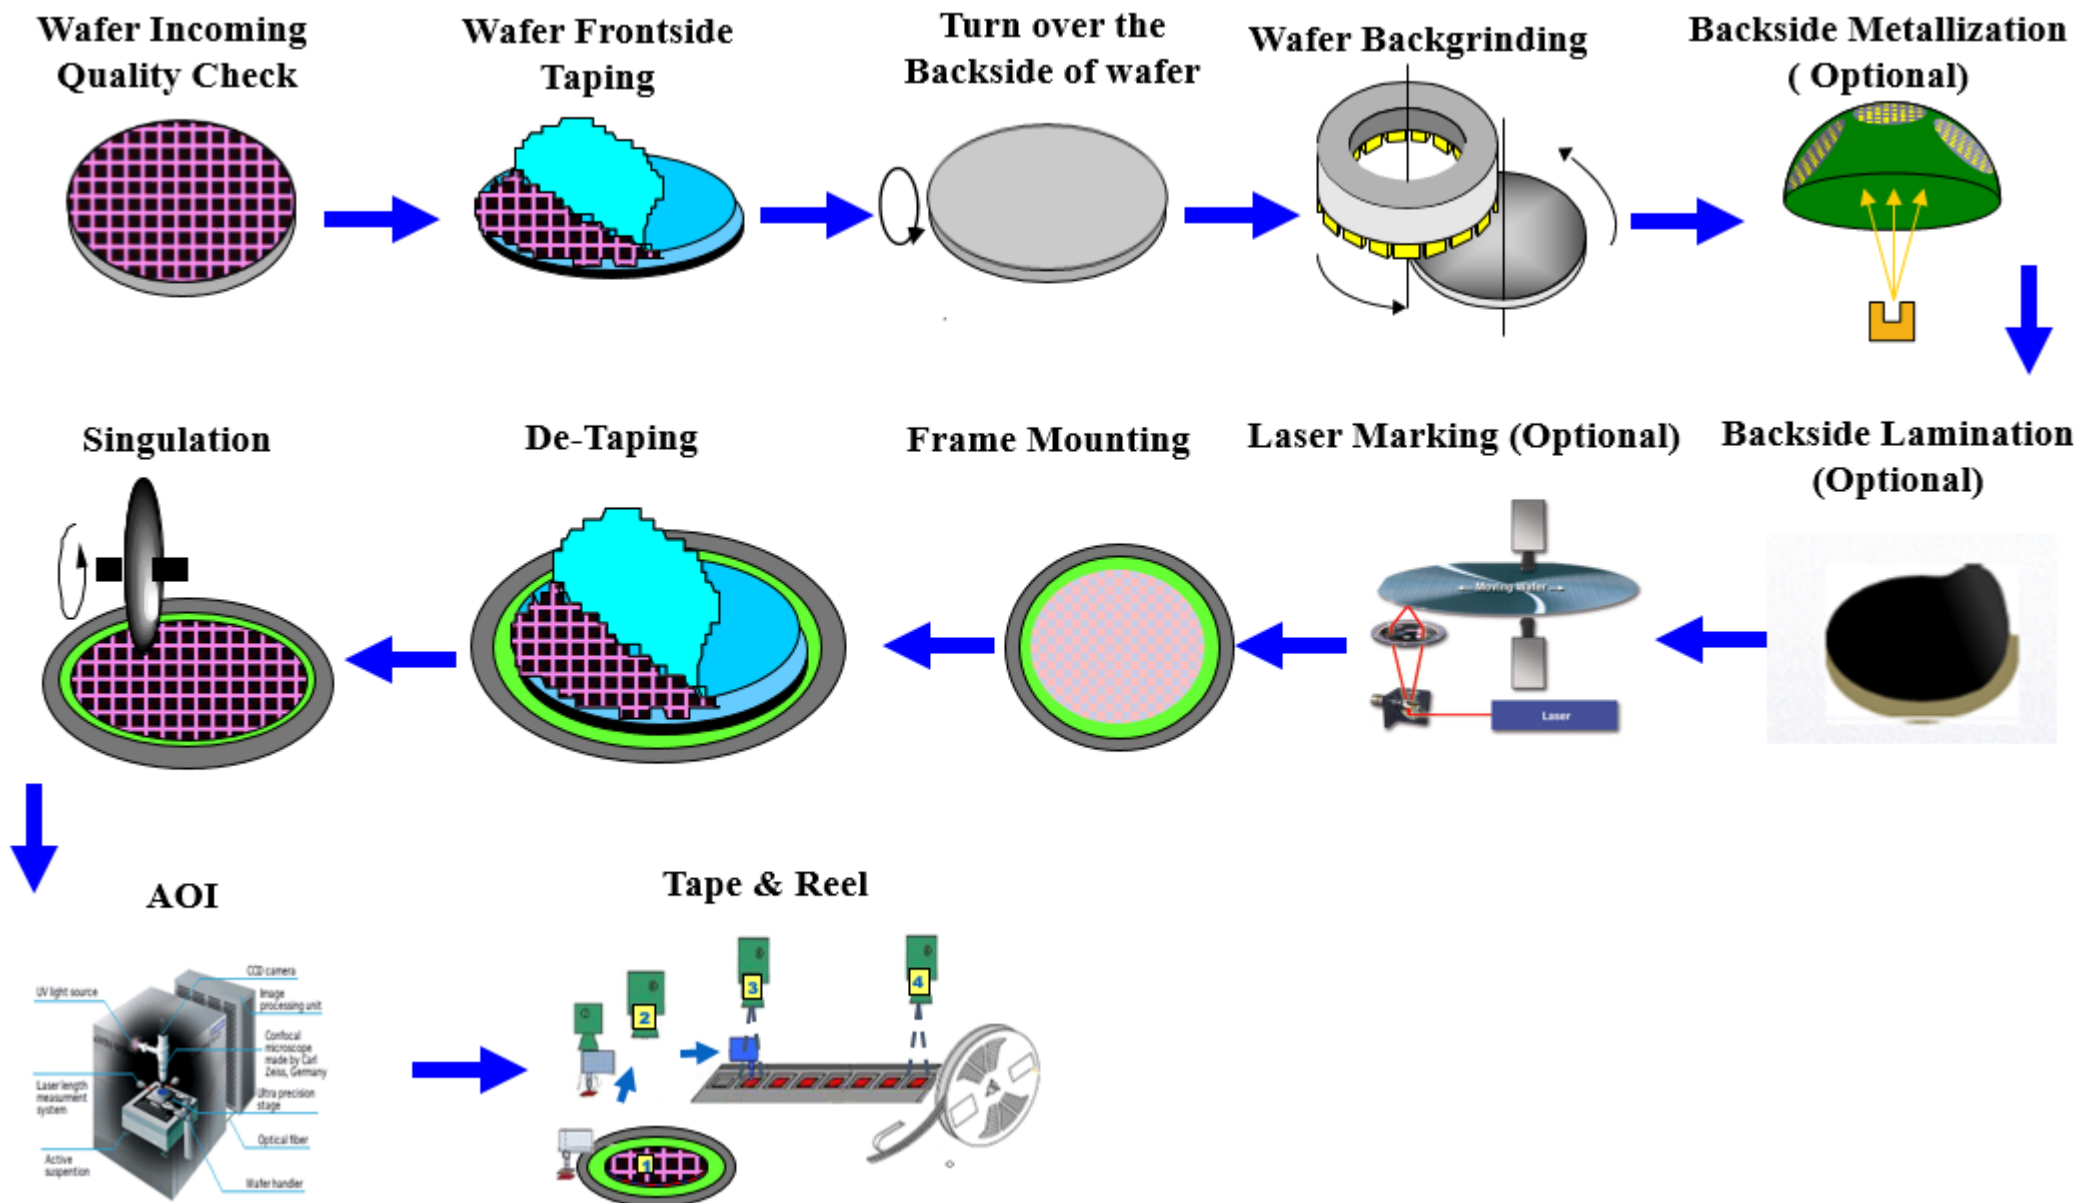 Wafer Incoming
Quality Check
Wafer Frontside
Taping
Turn over the
Backside of wafer
Wafer Backgrinding
Backside Metallization
( Optional)
Singulation
De-Taping
Frame Mounting
Laser Marking (Optional)
Backside Lamination
(Optional)
Moving Wafer
Laser
AOI
Tape & Reel
CCD camera
UV light source
Image
processing unit
Confocal
microscope
made by Carl
Zeiss, Germany
Laser length
measurment
system
Ultra precision
stage
Optical fiber
Active
suspention
Wafer handler
1
2
3
4